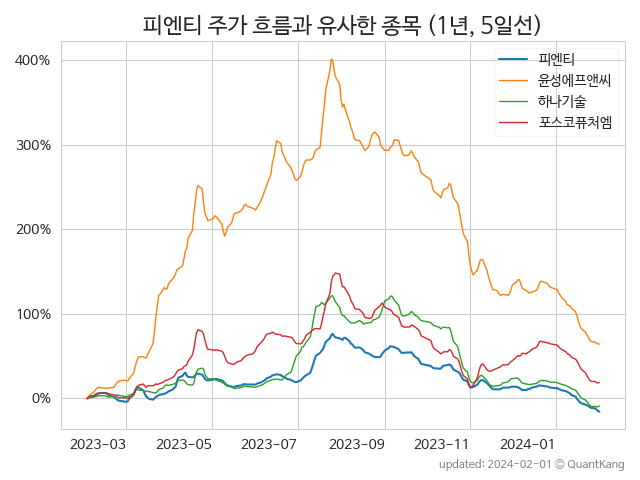 피엔티 주가 흐름과 유사한 종목 (1년, 5일선)
피엔티
윤성에프앤씨
하나기술
포스코퓨처엠
400%
300%
200%
100%
0%
2023-03 2023-05 2023-07 2023-09 2023-11 2024-01
updated: 2024-02-01 © QuantKang